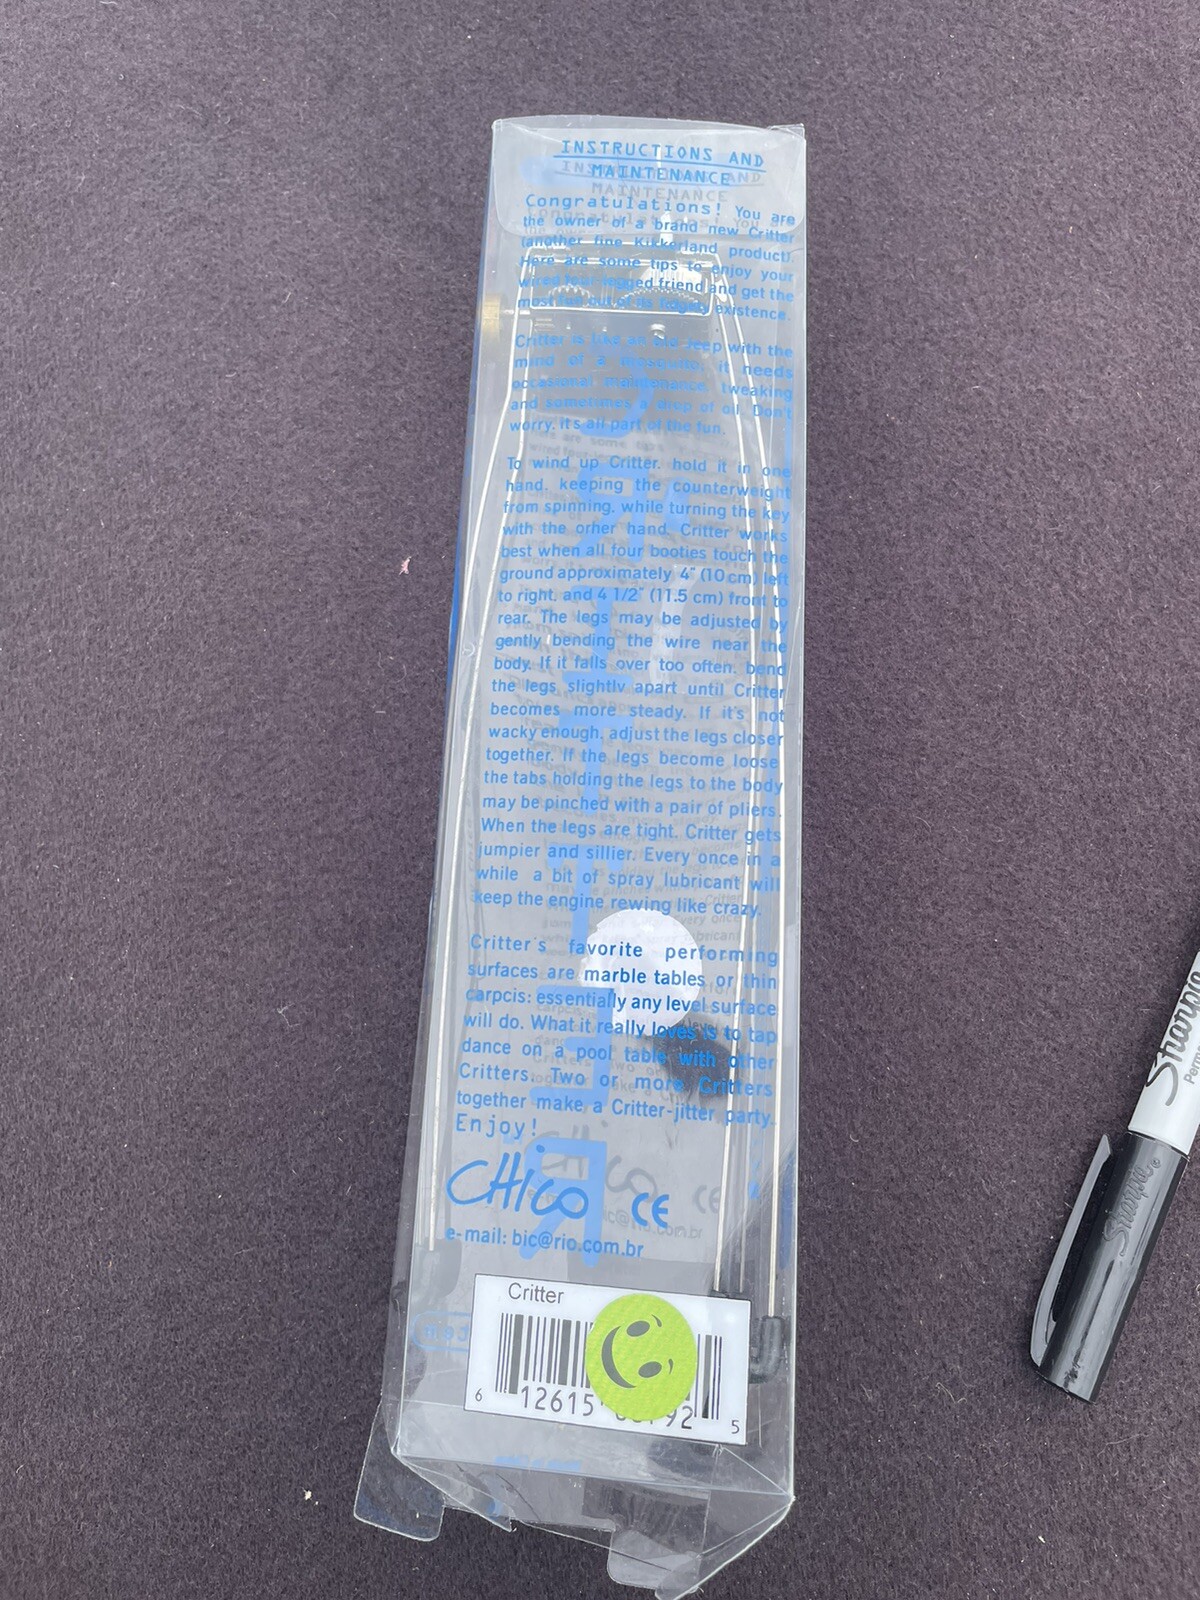 INSTRUCTIONS AND
MAINTENANCE
Congratulations! You are
the owner of a brand new Critter
(another fine Kikkerland product).
Here are some tips to enjoy your
wired four legged friend and get the
most fun out of its fidgety existence.
Critter is like an old Jeep with the
mind of a mosquito: it needs
occasional maintenance, tweaking
and sometimes a drop of oil. Don't
worry, it's all part of the fun.
To wind up Critter, hold it in one
hand, keeping the counterweight
from spinning, while turning the key
with the orher hand. Critter works
best when all four booties touch the
ground approximately 4" (10 cm) left
to right, and 4 1/2" (11.5 cm) front to
rear. The legs may be adjusted by
gently bending the wire near the
body. If it falls over too often, bend
the legs slightly apart until Critter
becomes more steady. If it's not
wacky enough, adjust the legs closer
together. If the legs become loose
the tabs holding the legs to the body
may be pinched with a pair of pliers.
When the legs are tight, Critter gets
jumpier and sillier. Every once in a
while a bit of spray lubricant will
keep the engine rewing like crazy.
Critter's favorite performing
surfaces are marble tables or thin
carpcis: essentially any level surface
will do. What it really loves is to tap
dance on a pool table with other
Critters. Two or more Critters
together make a Critter-jitter party.
Enjoy!
CHICO CE
e-mail: bic@rio.com.br
Critter
6 12615 92 5
CRITTER
Sharpie
Sharpie